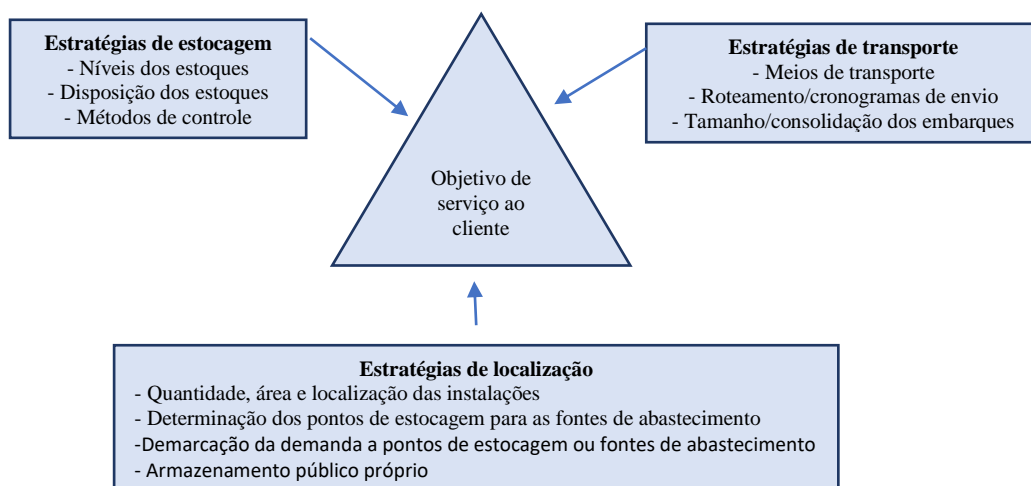 Estratégias de estocagem
- Níveis dos estoques
- Disposição dos estoques
- Métodos de controle
Estratégias de transporte
- Meios de transporte
- Roteamento/cronogramas de envio
- Tamanho/consolidação dos embarques
Objetivo de
serviço ao
cliente
Estratégias de localização
- Quantidade, área e localização das instalações
- Determinação dos pontos de estocagem para as fontes de abastecimento
-Demarcação da demanda a pontos de estocagem ou fontes de abastecimento
- Armazenamento público próprio